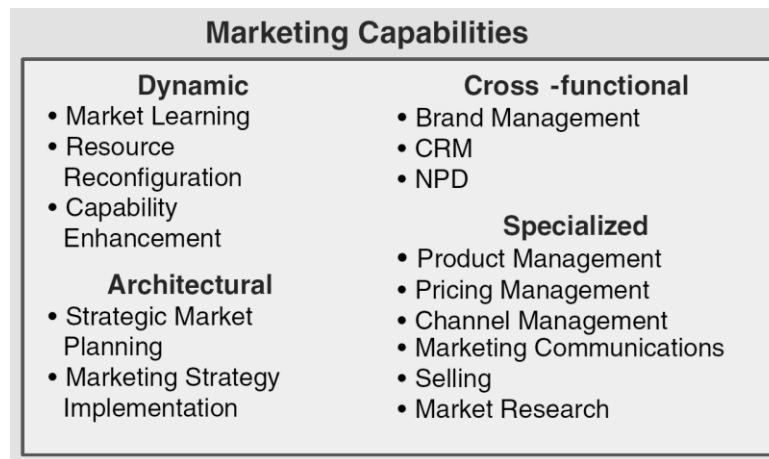 Marketing Capabilities
Dynamic
• Market Learning
• Resource
Reconfiguration
• Capability
Enhancement
Architectural
• Strategic Market
Planning
• Marketing Strategy
Implementation
Cross -functional
• Brand Management
• CRM
• NPD
Specialized
• Product Management
• Pricing Management
• Channel Management
• Marketing Communications
• Selling
• Market Research